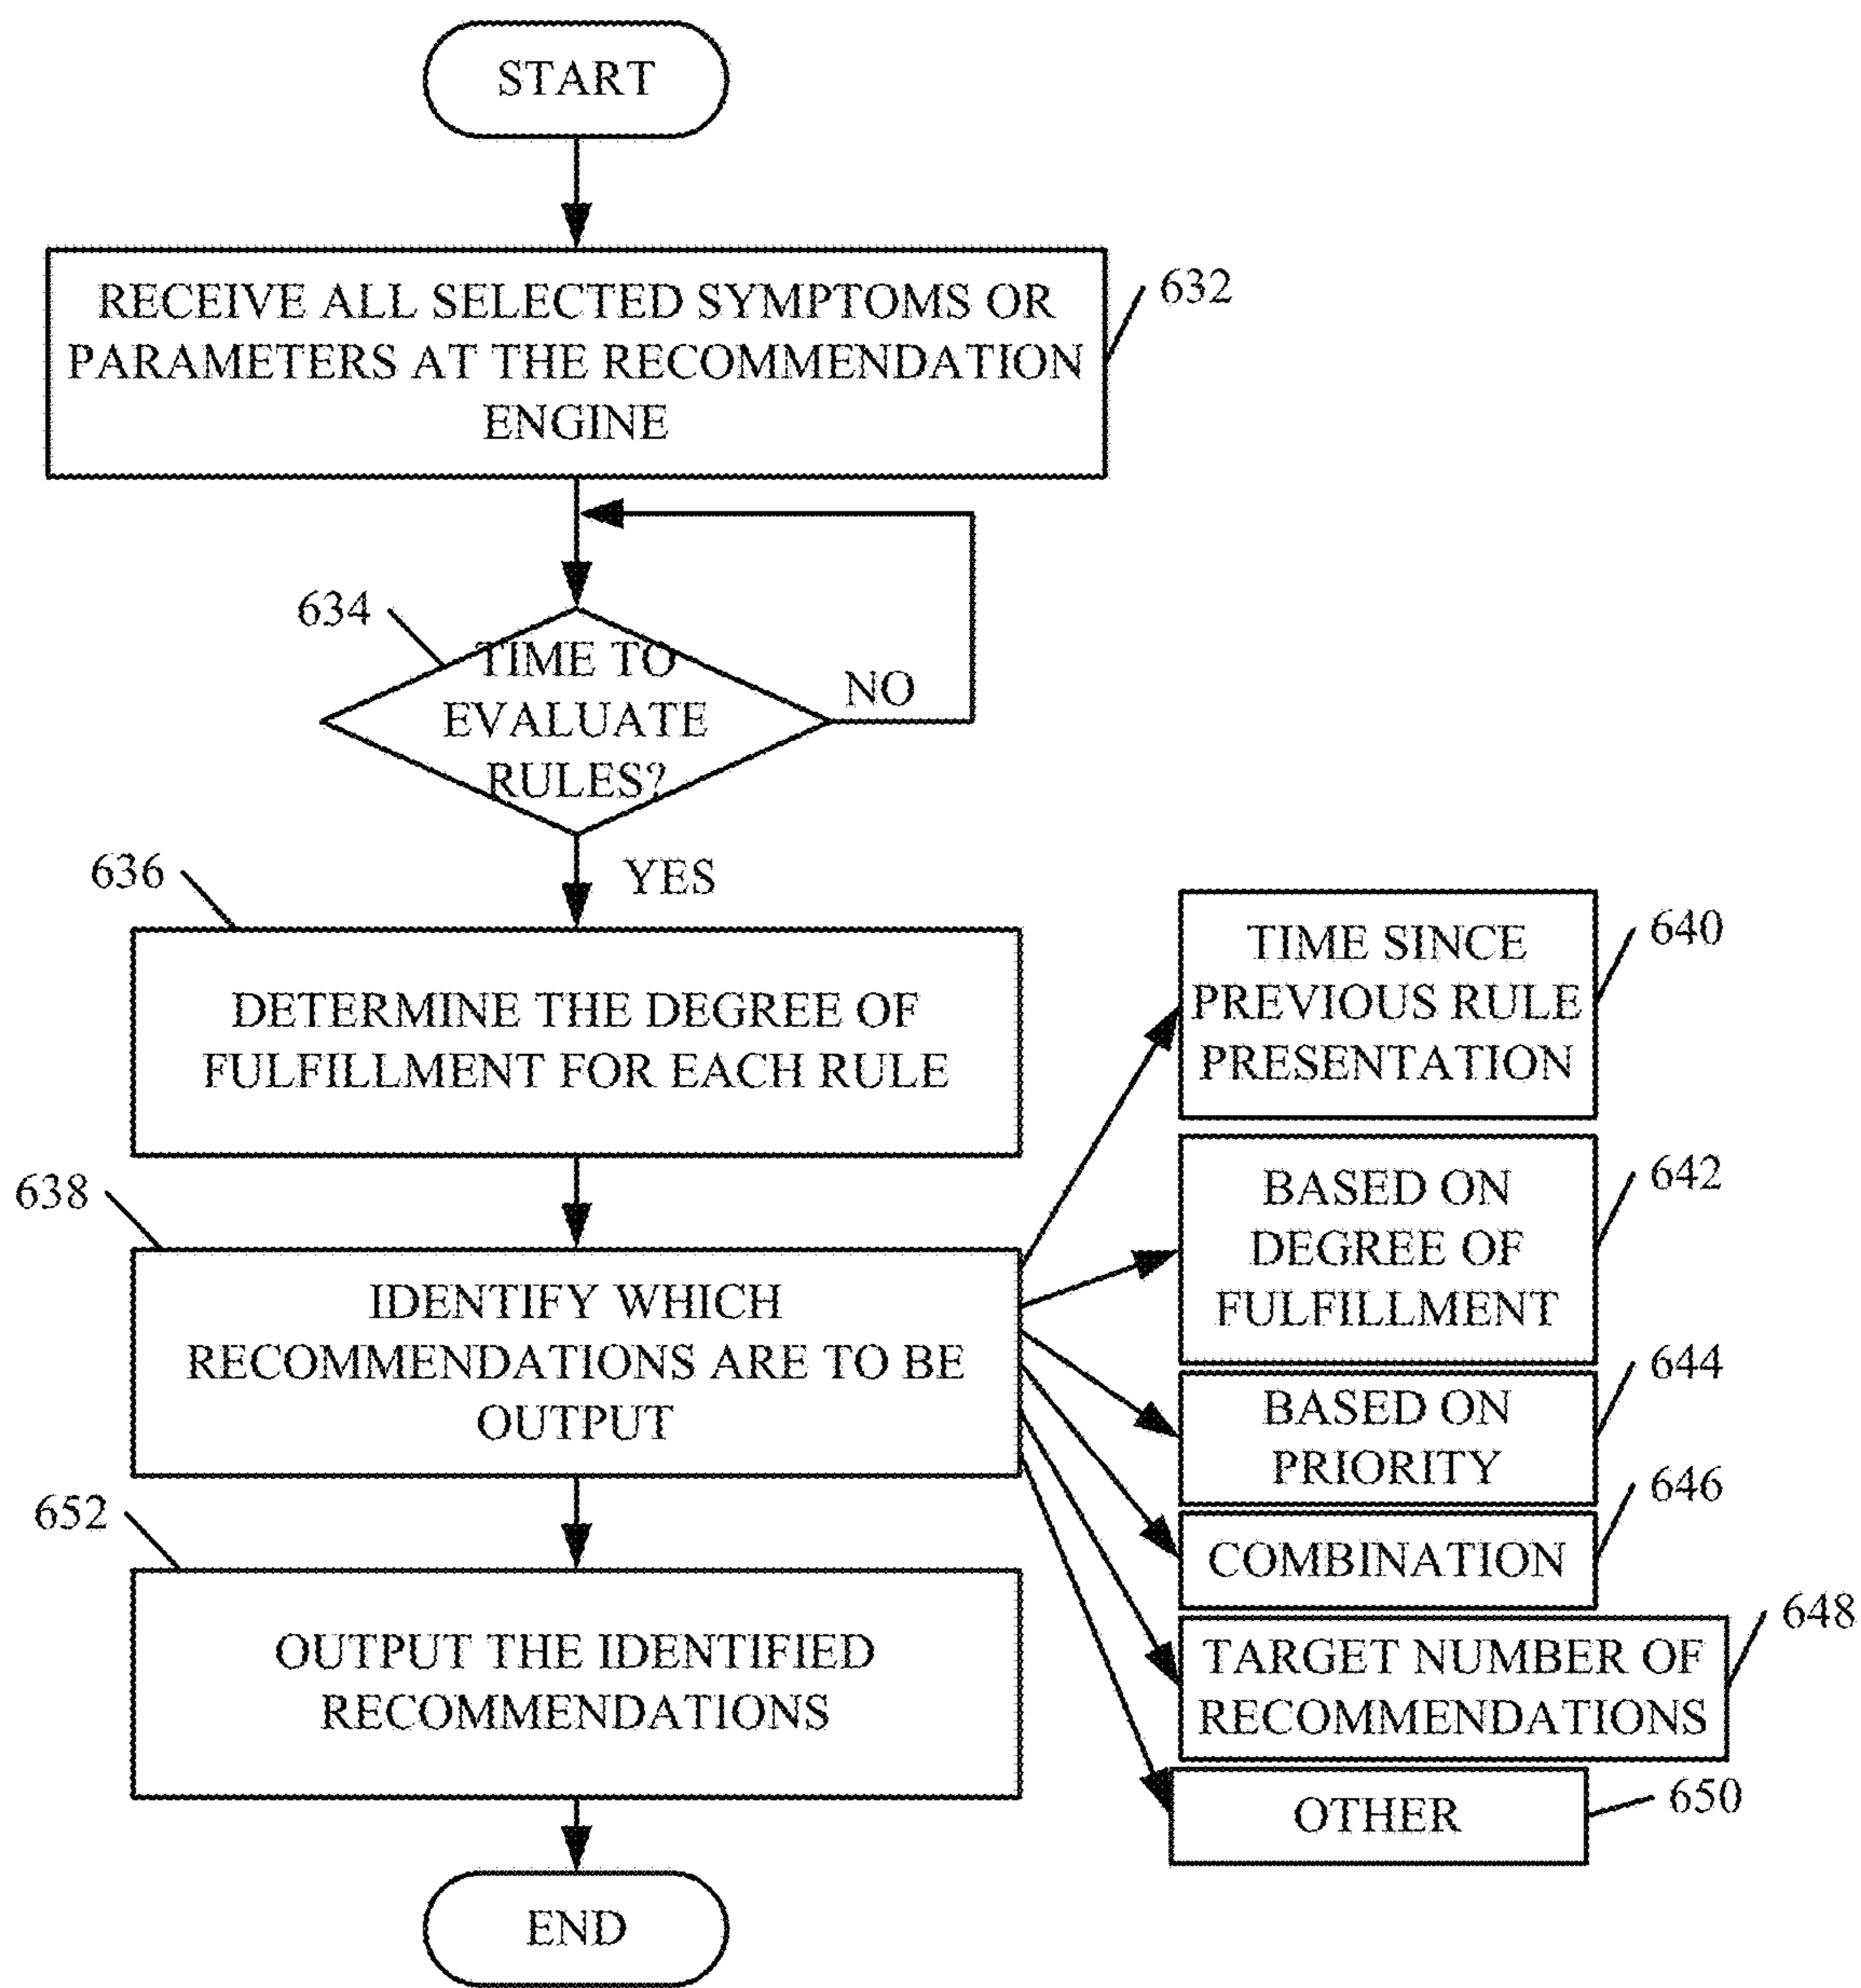 START
RECEIVE ALL SELECTED SYMPTOMS OR
PARAMETERS AT THE RECOMMENDATION
ENGINE
632
634
TIME TO
EVALUATE
RULES?
NO
YES
636
DETERMINE THE DEGREE OF
FULFILLMENT FOR EACH RULE
638
IDENTIFY WHICH
RECOMMENDATIONS ARE TO BE
OUTPUT
TIME SINCE
PREVIOUS RULE
PRESENTATION
640
BASED ON
DEGREE OF
FULFILLMENT
642
BASED ON
PRIORITY
644
COMBINATION
646
TARGET NUMBER OF
RECOMMENDATIONS
648
OTHER
650
652
OUTPUT THE IDENTIFIED
RECOMMENDATIONS
END